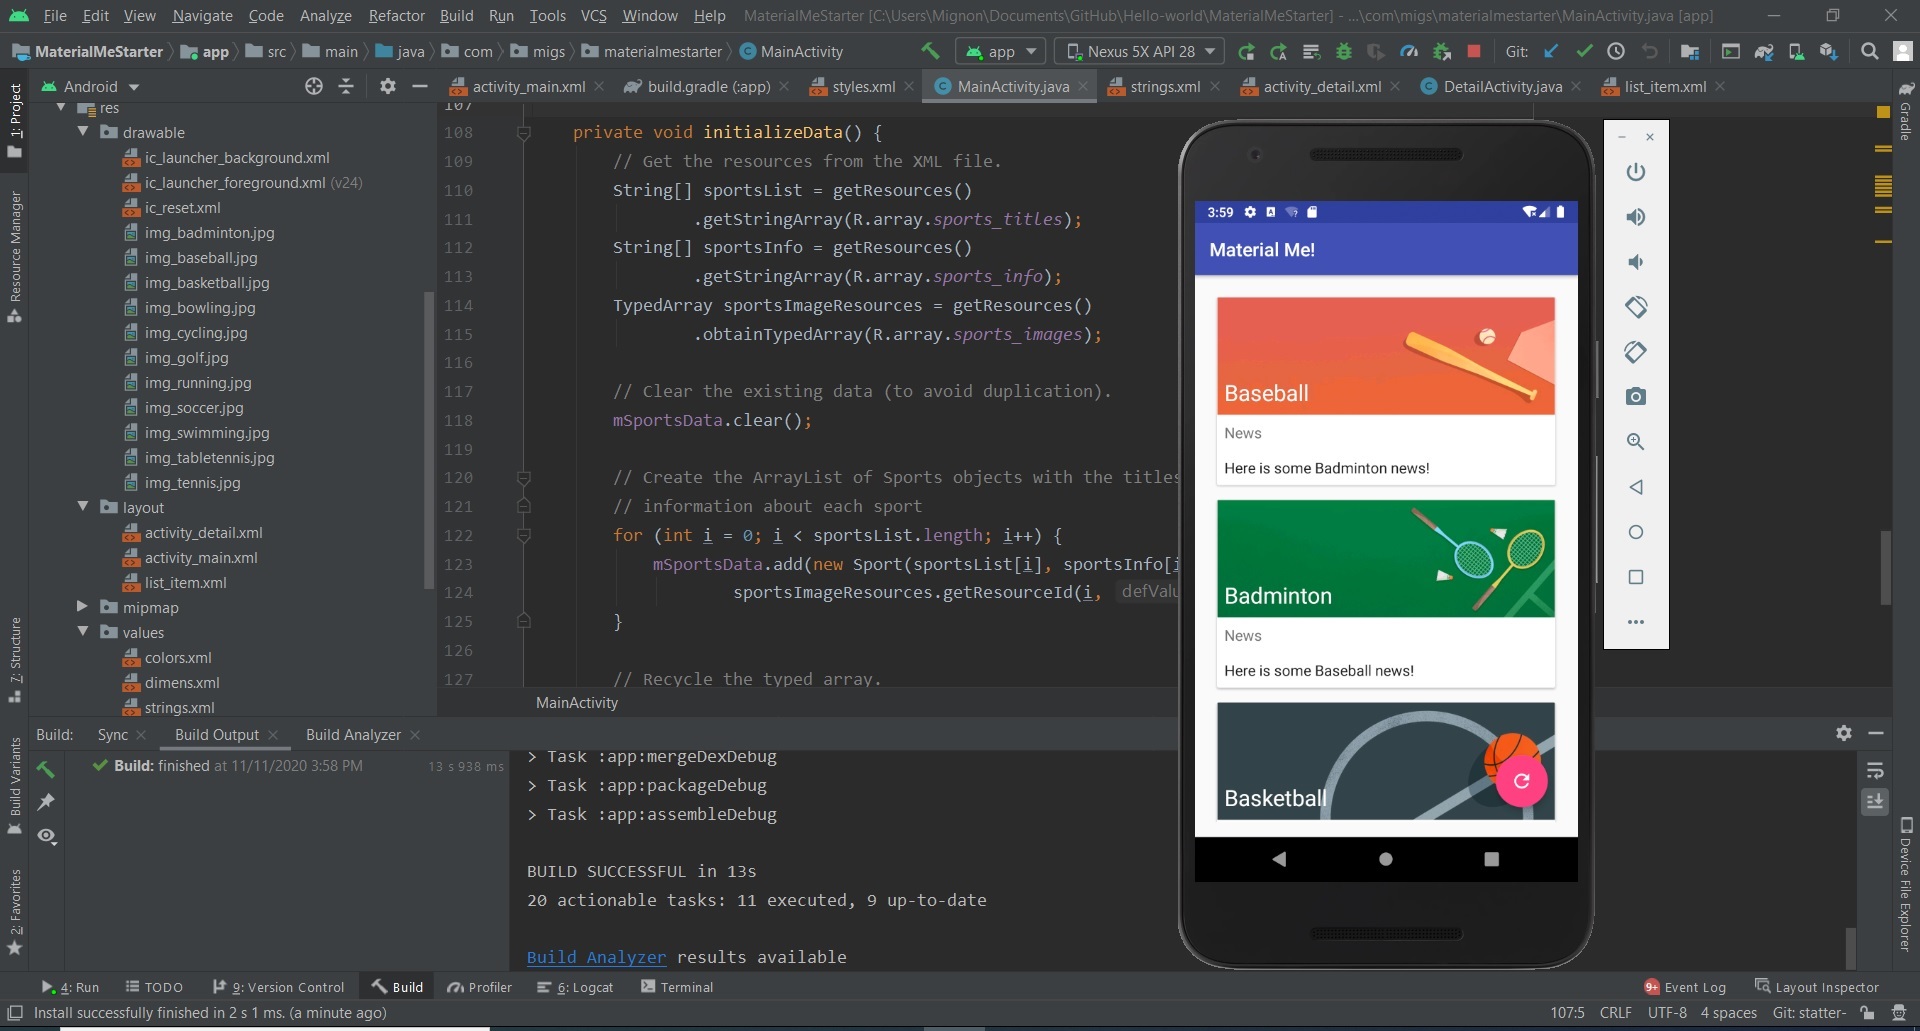 File Edit View Navigate Code Analyze Refactor Build Run Tools VCS Window Help MaterialMeStarter [C:\Users\Mignon\Documents\GitHub\Hello-world\MaterialMeStarter] - ...\com\migs\materialmestarter\MainActivity.java [app]
MaterialMeStarter app src main java com migs materialmestarter MainActivity app Nexus 5X API 28 Git:
Android activity_main.xml build.gradle (:app) styles.xml MainActivity.java strings.xml activity_detail.xml DetailActivity.java list_item.xml
1: Project
Resource Manager
7: Structure
Build Variants
2: Favorites
Gradle
Device File Explorer
res
drawable
ic_launcher_background.xml
ic_launcher_foreground.xml (v24)
ic_reset.xml
img_badminton.jpg
img_baseball.jpg
img_basketball.jpg
img_bowling.jpg
img_cycling.jpg
img_golf.jpg
img_running.jpg
img_soccer.jpg
img_swimming.jpg
img_tabletennis.jpg
img_tennis.jpg
layout
activity_detail.xml
activity_main.xml
list_item.xml
mipmap
values
colors.xml
dimens.xml
strings.xml
107
108 private void initializeData() {
109 // Get the resources from the XML file.
110 String[] sportsList = getResources()
111 .getStringArray(R.array.sports_titles);
112 String[] sportsInfo = getResources()
113 .getStringArray(R.array.sports_info);
114 TypedArray sportsImageResources = getResources()
115 .obtainTypedArray(R.array.sports_images);
116
117 // Clear the existing data (to avoid duplication).
118 mSportsData.clear();
119
120 // Create the ArrayList of Sports objects with the titles
121 // information about each sport
122 for (int i = 0; i < sportsList.length; i++) {
123 mSportsData.add(new Sport(sportsList[i], sportsInfo[i
124 sportsImageResources.getResourceId(i, defValu
125 }
126
127 // Recycle the typed array.
MainActivity
3:59
Material Me!
Baseball
News
Here is some Badminton news!
Badminton
News
Here is some Baseball news!
Basketball
Build: Sync Build Output Build Analyzer
Build: finished at 11/11/2020 3:58 PM 13 s 938 ms
> Task :app:mergeDexDebug
> Task :app:packageDebug
> Task :app:assembleDebug
BUILD SUCCESSFUL in 13s
20 actionable tasks: 11 executed, 9 up-to-date
Build Analyzer results available
4: Run TODO 9: Version Control Build Profiler 6: Logcat Terminal 9+ Event Log Layout Inspector
Install successfully finished in 2 s 1 ms. (a minute ago) 107:5 CRLF UTF-8 4 spaces Git: statter-